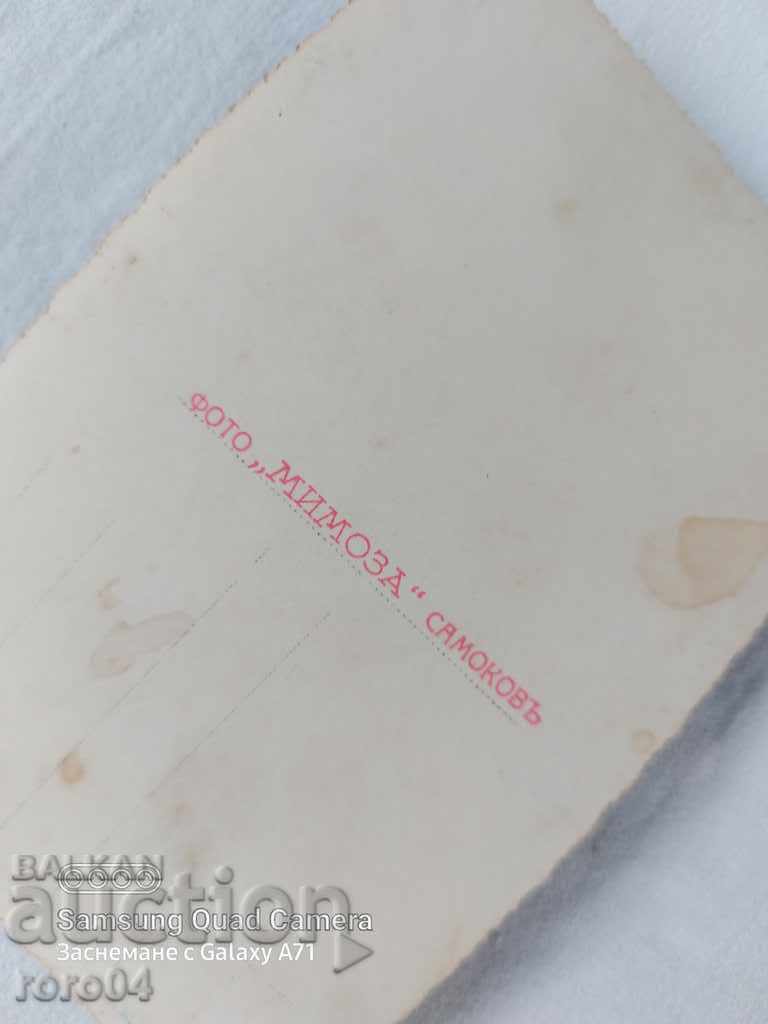 ФОТО „МИМОЗА“ САМОКОВЪ
BALKAN
auction
Samsung Quad Camera
Заснемане с Galaxy A71
roro04